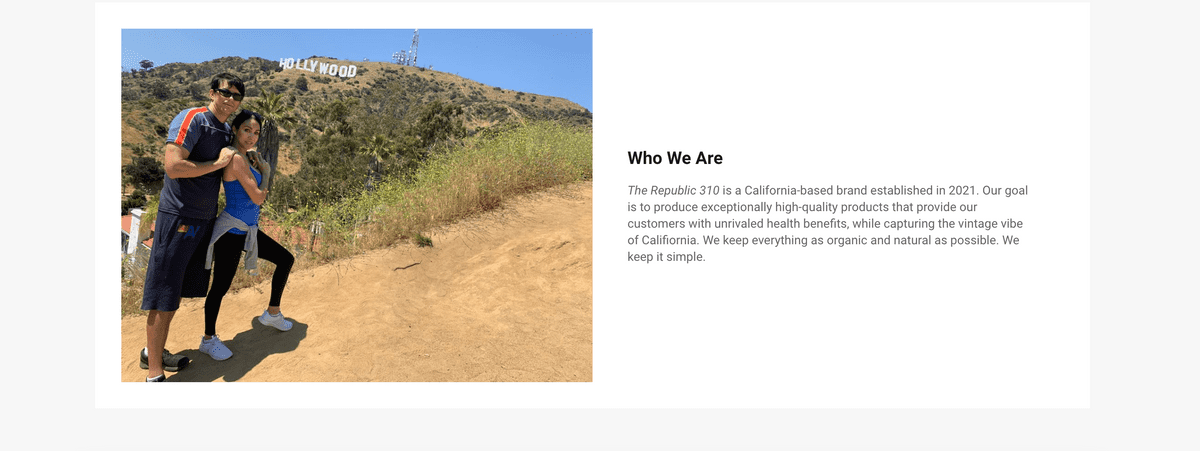 HOLLYWOOD
Who We Are
The Republic 310 is a California-based brand established in 2021. Our goal
is to produce exceptionally high-quality products that provide our
customers with unrivaled health benefits, while capturing the vintage vibe
of Califiornia. We keep everything as organic and natural as possible. We
keep it simple.